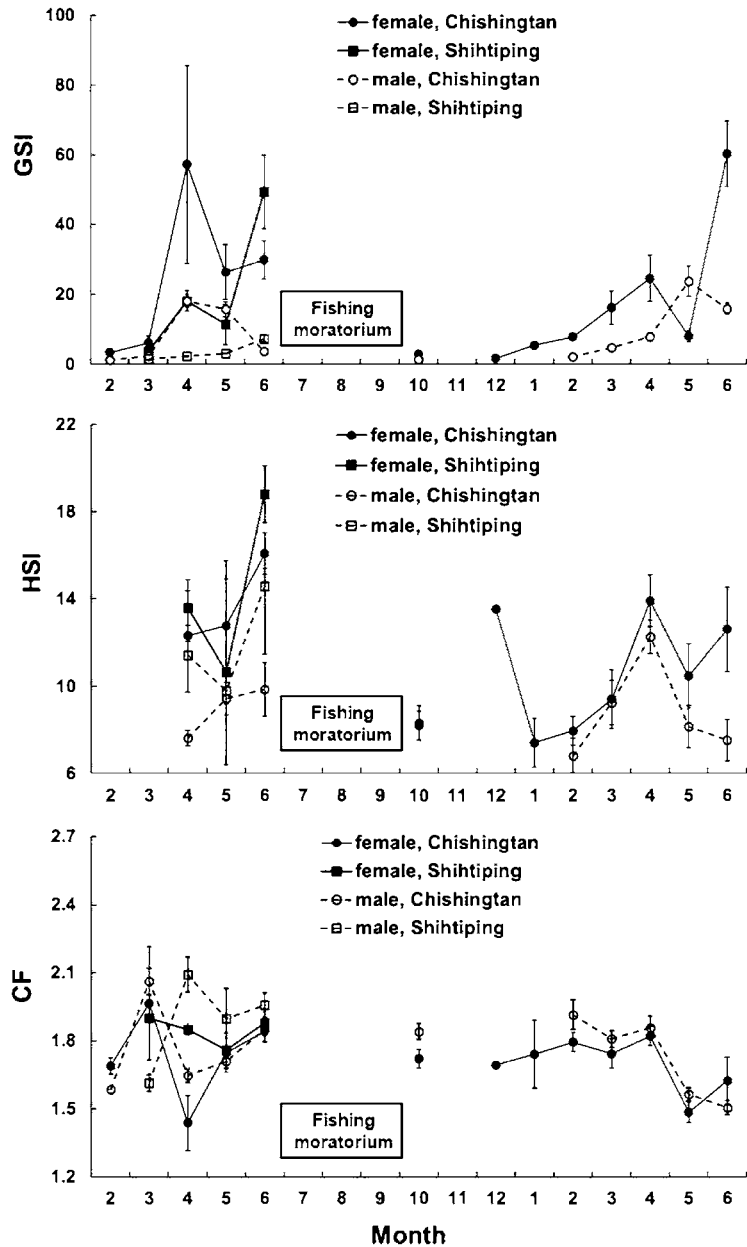 100
80
60
40
20
0
GSI
female, Chishingtan
female, Shihtiping
male, Chishingtan
male, Shihtiping
Fishing
moratorium
2 3 4 5 6 7 8 9 10 11 12 1 2 3 4 5 6
22
18
14
10
6
HSI
female, Chishingtan
female, Shihtiping
male, Chishingtan
male, Shihtiping
Fishing
moratorium
2 3 4 5 6 7 8 9 10 11 12 1 2 3 4 5 6
2.7
2.4
2.1
1.8
1.5
1.2
CF
female, Chishingtan
female, Shihtiping
male, Chishingtan
male, Shihtiping
Fishing
moratorium
2 3 4 5 6 7 8 9 10 11 12 1 2 3 4 5 6
Month